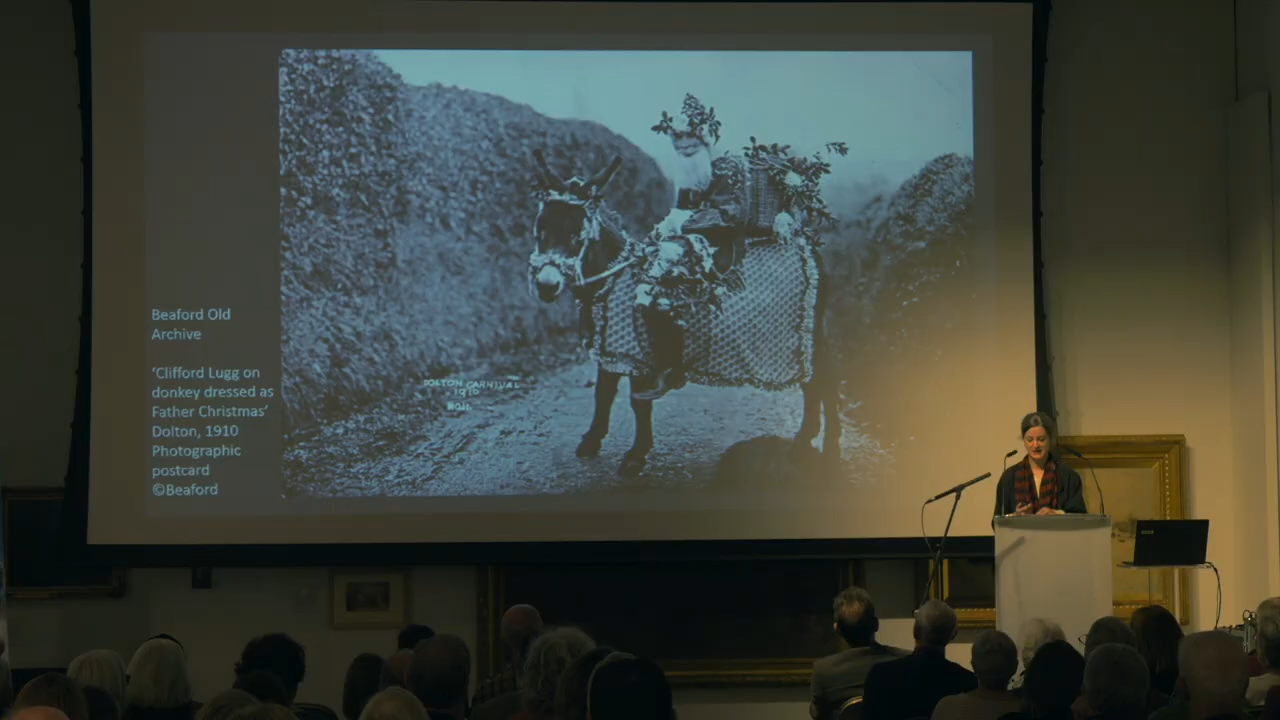 Beaford Old
Archive
‘Clifford Lugg on
donkey dressed as
Father Christmas’
Dolton, 1910
Photographic
postcard
©Beaford
DOLTON CARNIVAL
1910